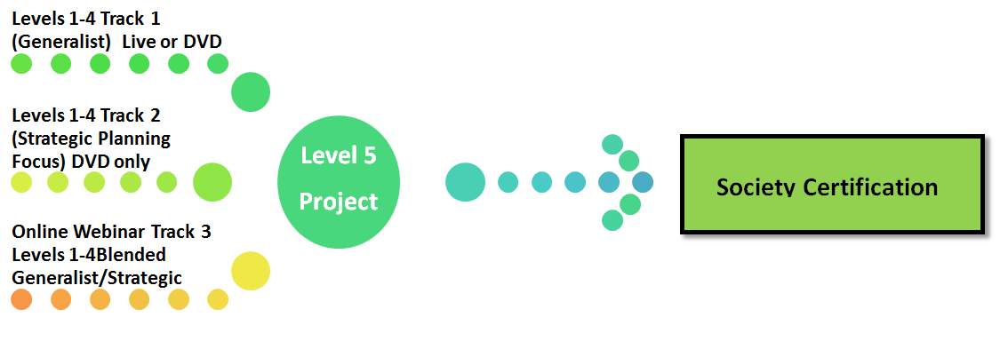 Levels 1-4 Track 1
(Generalist)  Live or DVD
Levels 1-4 Track 2
(Strategic Planning
Focus) DVD only
Online Webinar Track 3
Levels 1-4Blended
Generalist/Strategic
Level 5
Project
Society Certification